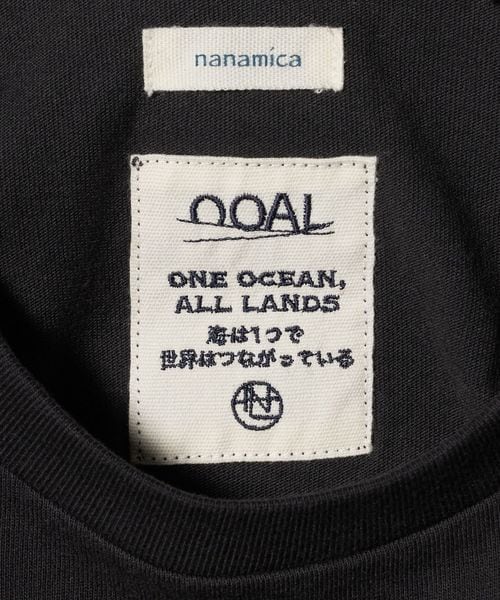 nanamica
OOAL
ONE OCEAN,
ALL LANDS
海は1つで
世界はつながっている